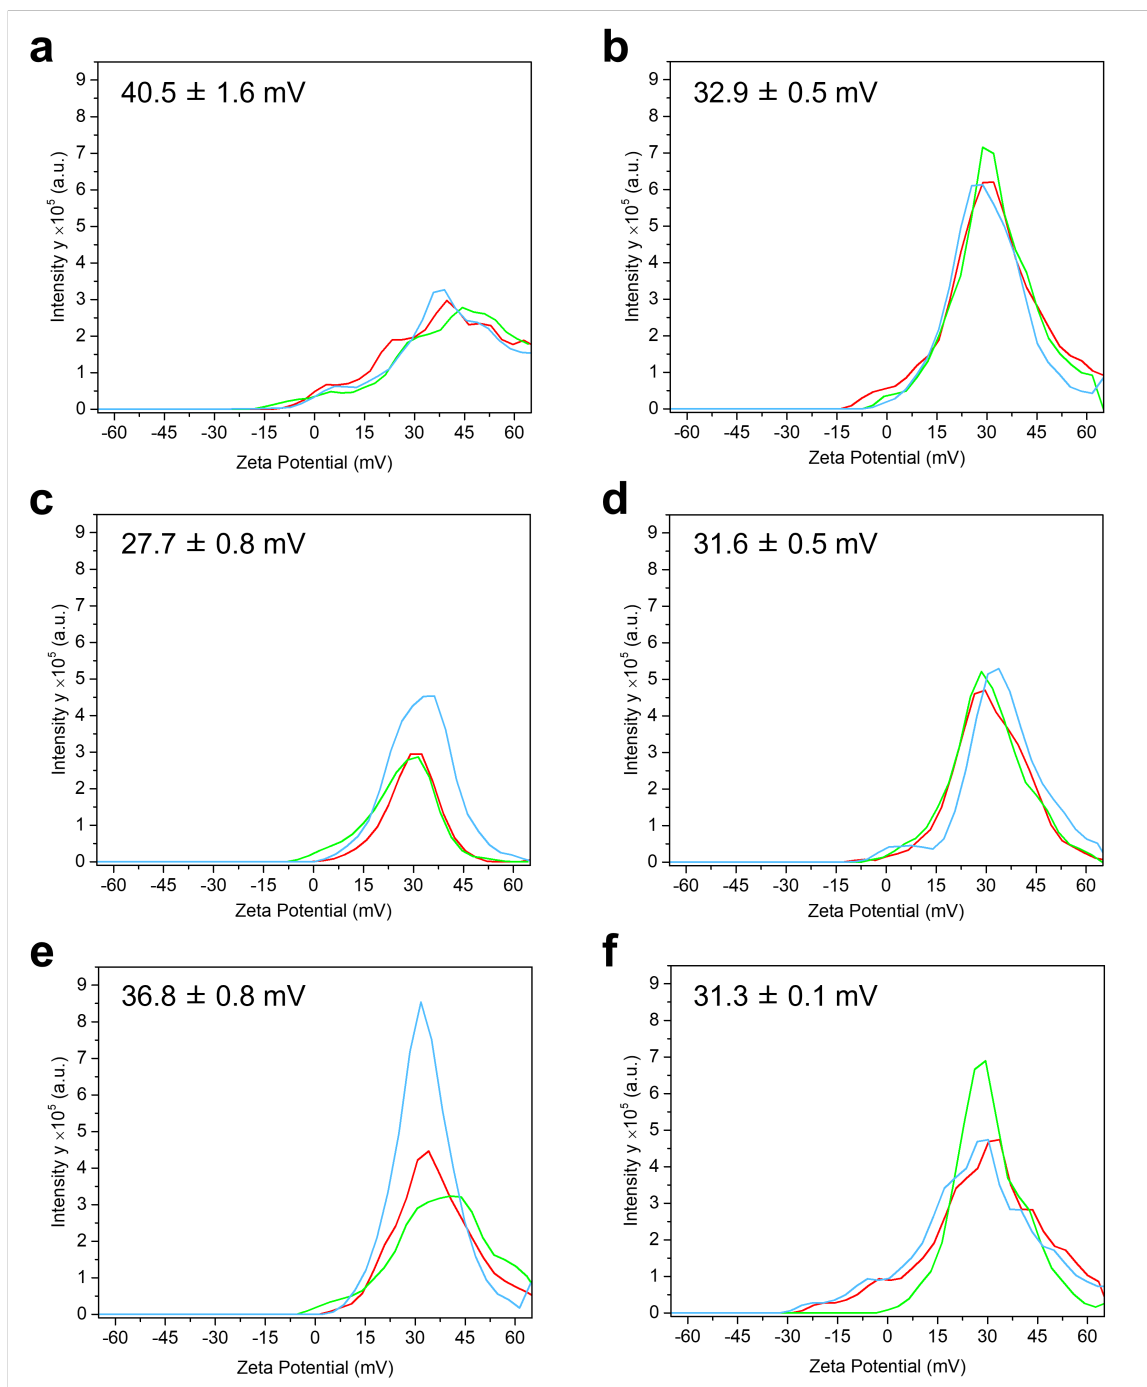 a
40.5 ± 1.6 mV
9
8
7
6
5
4
3
2
1
0
Intensity y ×10⁵ (a.u.)
-60 -45 -30 -15 0 15 30 45 60
Zeta Potential (mV)
b
32.9 ± 0.5 mV
9
8
7
6
5
4
3
2
1
0
Intensity y ×10⁵ (a.u.)
-60 -45 -30 -15 0 15 30 45 60
Zeta Potential (mV)
c
27.7 ± 0.8 mV
9
8
7
6
5
4
3
2
1
0
Intensity y ×10⁵ (a.u.)
-60 -45 -30 -15 0 15 30 45 60
Zeta Potential (mV)
d
31.6 ± 0.5 mV
9
8
7
6
5
4
3
2
1
0
Intensity y ×10⁵ (a.u.)
-60 -45 -30 -15 0 15 30 45 60
Zeta Potential (mV)
e
36.8 ± 0.8 mV
9
8
7
6
5
4
3
2
1
0
Intensity y ×10⁵ (a.u.)
-60 -45 -30 -15 0 15 30 45 60
Zeta Potential (mV)
f
31.3 ± 0.1 mV
9
8
7
6
5
4
3
2
1
0
Intensity y ×10⁵ (a.u.)
-60 -45 -30 -15 0 15 30 45 60
Zeta Potential (mV)